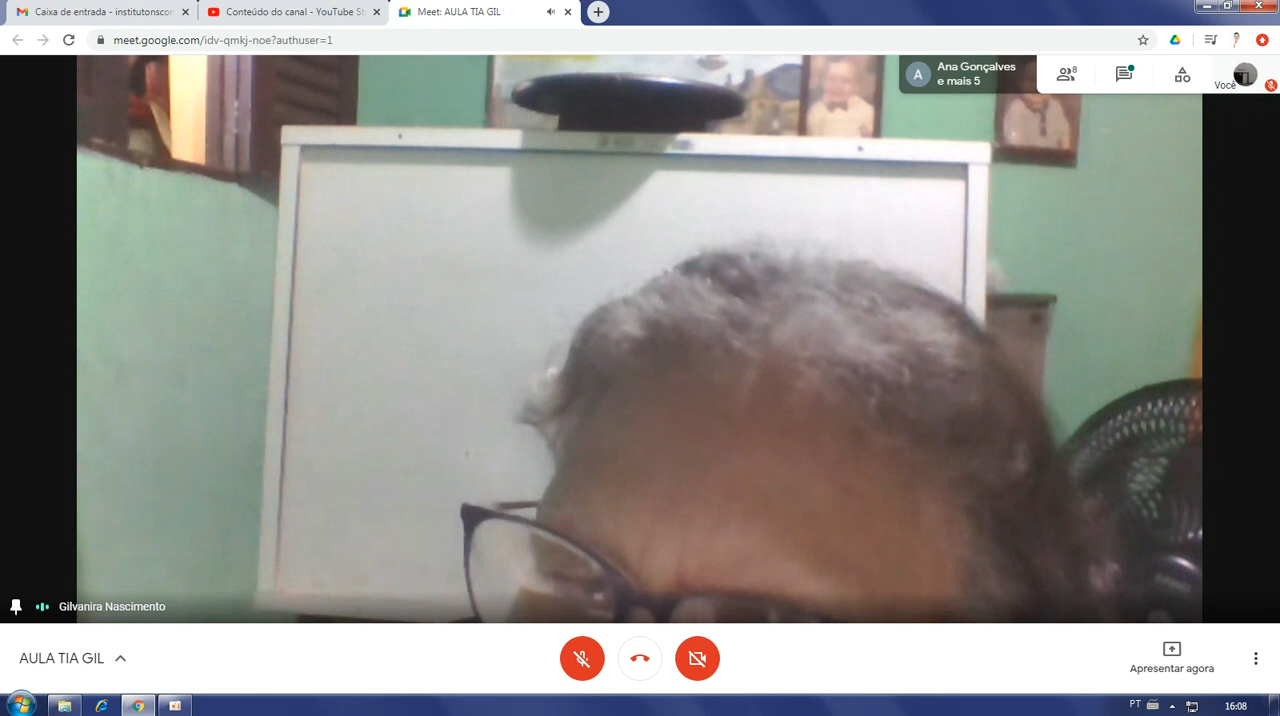 Caixa de entrada - institutonscon
Conteúdo do canal - YouTube St
Meet: AULA TIA GIL
meet.google.com/idv-qmkj-noe?authuser=1
Ana Gonçalves
A
e mais 5
8
Você
Gilvanira Nascimento
AULA TIA GIL
Apresentar agora
PT
16:08